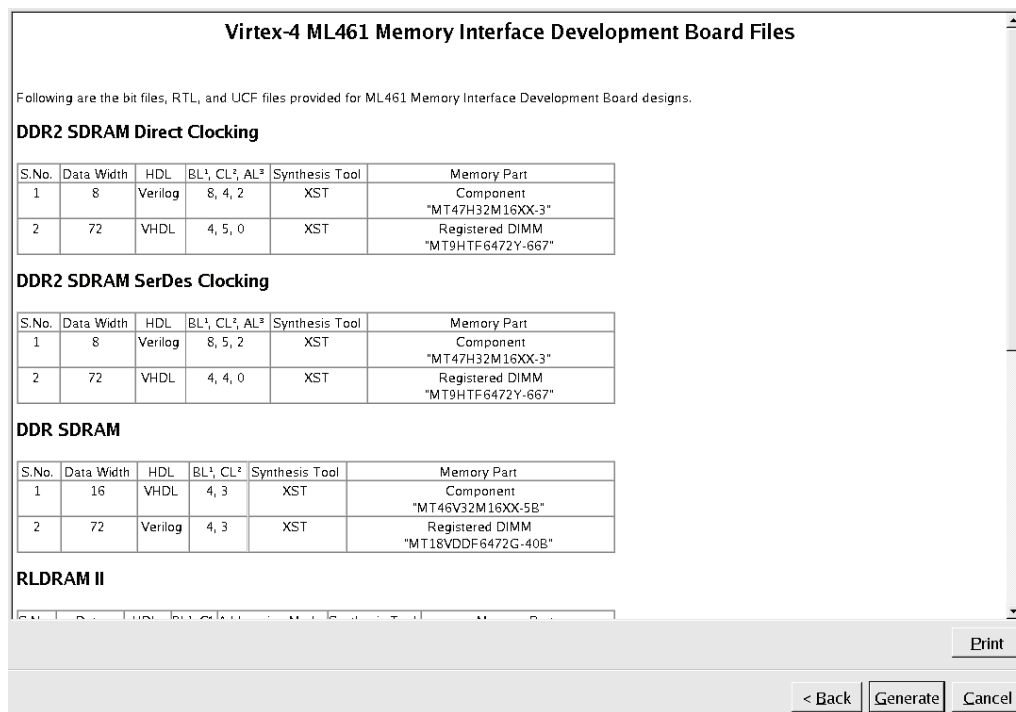 Virtex-4 ML461 Memory Interface Development Board Files
Following are the bit files, RTL, and UCF files provided for ML461 Memory Interface Development Board designs.
DDR2 SDRAM Direct Clocking
S.No. Data Width HDL BL¹, CL², AL³ Synthesis Tool Memory Part
1 8 Verilog 8, 4, 2 XST Component
"MT47H32M16XX-3"
2 72 VHDL 4, 5, 0 XST Registered DIMM
"MT9HTF6472Y-667"
DDR2 SDRAM SerDes Clocking
S.No. Data Width HDL BL¹, CL², AL³ Synthesis Tool Memory Part
1 8 Verilog 8, 5, 2 XST Component
"MT47H32M16XX-3"
2 72 VHDL 4, 4, 0 XST Registered DIMM
"MT9HTF6472Y-667"
DDR SDRAM
S.No. Data Width HDL BL¹, CL² Synthesis Tool Memory Part
1 16 VHDL 4, 3 XST Component
"MT46V32M16XX-5B"
2 72 Verilog 4, 3 XST Registered DIMM
"MT18VDDF6472G-40B"
RLDRAM II
Print
< Back Generate Cancel